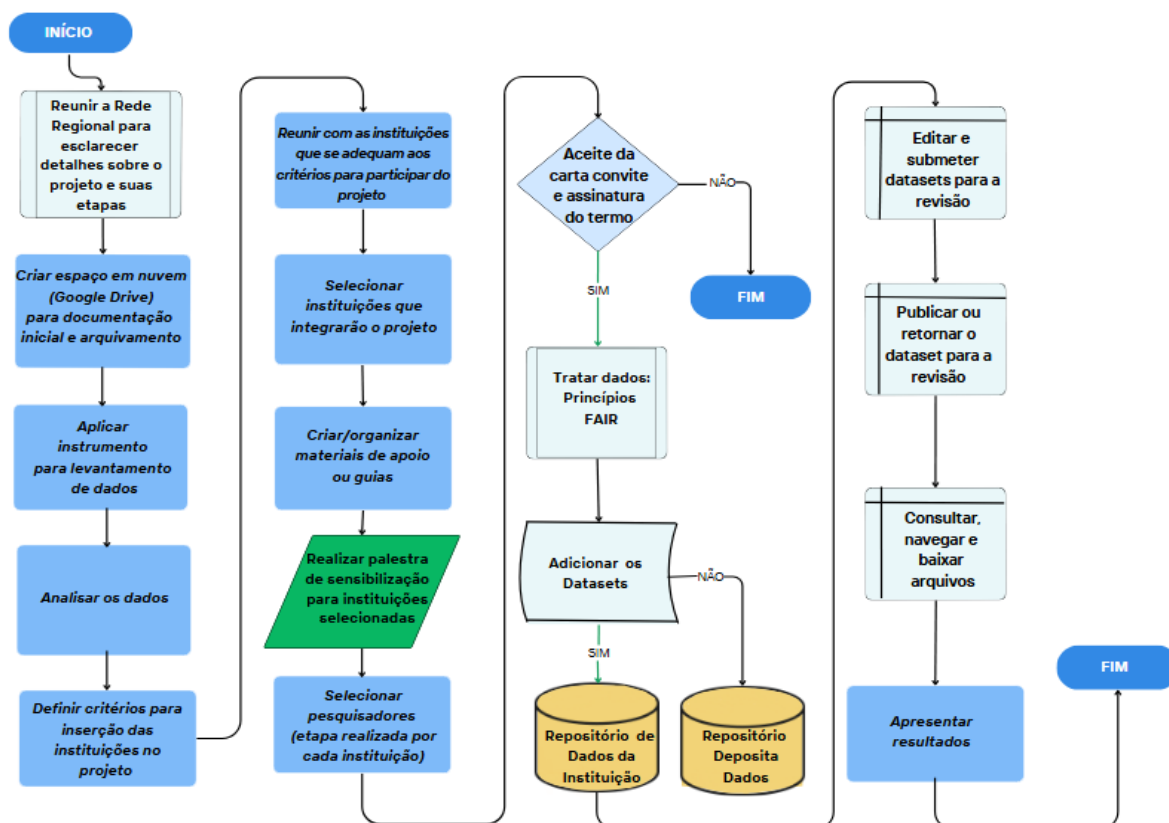 INÍCIO
Reunir a Rede
Regional para
esclarecer
detalhes sobre o
projeto e suas
etapas
Criar espaço em nuvem
(Google Drive)
para documentação
inicial e arquivamento
Aplicar
instrumento
para levantamento
de dados
Analisar os dados
Definir critérios para
inserção das
instituições no
projeto
Reunir com as instituições
que se adequam aos
critérios para participar do
projeto
Selecionar
instituições que
integrarão o projeto
Criar/organizar
materiais de apoio
ou guias
Realizar palestra
de sensibilização
para instituições
selecionadas
Selecionar
pesquisadores
(etapa realizada por
cada instituição)
Aceite da
carta convite
e assinatura
do termo
NÃO
FIM
SIM
Tratar dados:
Princípios
FAIR
Adicionar os
Datasets
NÃO
SIM
Repositório de
Dados da
Instituição
Repositório
Deposita
Dados
Editar e
submeter
datasets para a
revisão
Publicar ou
retornar o
dataset para a
revisão
Consultar,
navegar e
baixar
arquivos
Apresentar
resultados
FIM